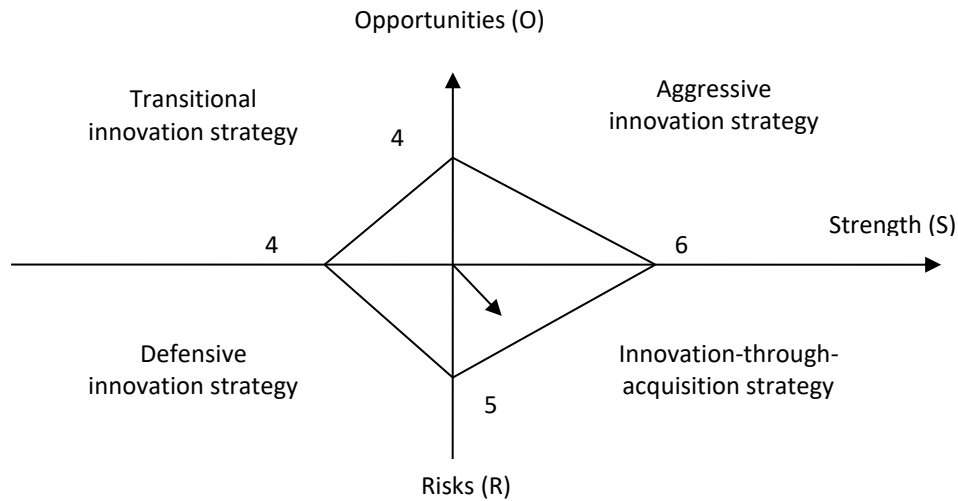 Opportunities (O)
Transitional
innovation strategy
Aggressive
innovation strategy
4
4
6
Strength (S)
Defensive
innovation strategy
Innovation-through-
acquisition strategy
5
Risks (R)